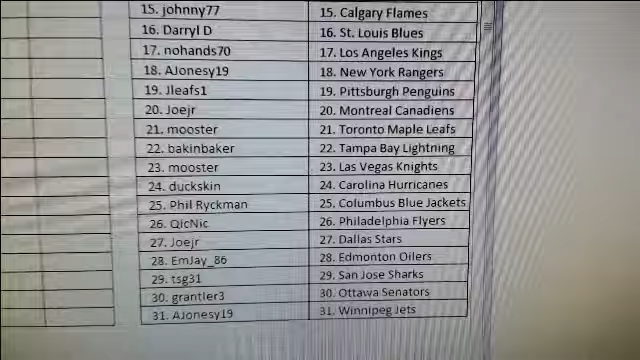 15. johnny77 15. Calgary Flames
16. Darryl D 16. St. Louis Blues
17. nohands70 17. Los Angeles Kings
18. AJonesy19 18. New York Rangers
19. Jleafs1 19. Pittsburgh Penguins
20. Joejr 20. Montreal Canadiens
21. mooster 21. Toronto Maple Leafs
22. bakinbaker 22. Tampa Bay Lightning
23. mooster 23. Las Vegas Knights
24. duckskin 24. Carolina Hurricanes
25. Phil Ryckman 25. Columbus Blue Jackets
26. QicNic 26. Philadelphia Flyers
27. Joejr 27. Dallas Stars
28. EmJay_86 28. Edmonton Oilers
29. tsg31 29. San Jose Sharks
30. grantler3 30. Ottawa Senators
31. AJonesy19 31. Winnipeg Jets